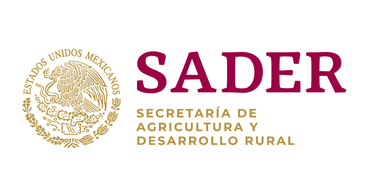 ESTADOS UNIDOS MEXICANOS
SADER
SECRETARÍA DE
AGRICULTURA Y
DESARROLLO RURAL